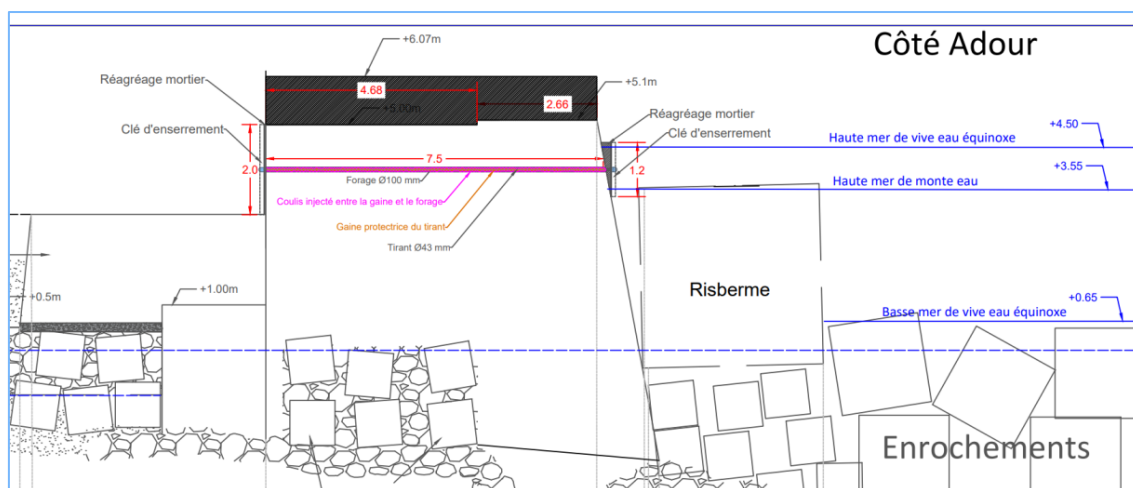 Côté Adour
+6.07m
Réagréage mortier
4.68
+5.1m
2.66
+5.00m
Réagréage mortier
Clé d'enserrement
Clé d'enserrement
+4.50
Haute mer de vive eau équinoxe
7.5
2.0
1.2
+3.55
Forage Ø100 mm
Haute mer de monte eau
Coulis injecté entre la gaine et le forage
Gaine protectrice du tirant
Tirant Ø43 mm
Risberme
+1.00m
+0.5m
+0.65
Basse mer de vive eau équinoxe
Enrochements